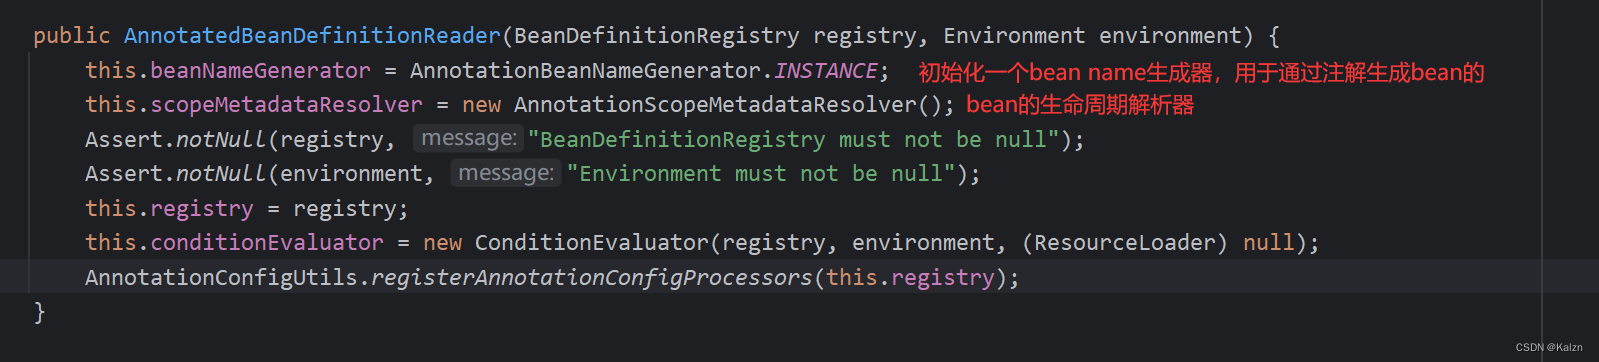 public AnnotatedBeanDefinitionReader(BeanDefinitionRegistry registry, Environment environment) {
this.beanNameGenerator = AnnotationBeanNameGenerator.INSTANCE; 初始化一个bean name生成器，用于通过注解生成bean的
this.scopeMetadataResolver = new AnnotationScopeMetadataResolver(); bean的生命周期解析器
Assert.notNull(registry, message: "BeanDefinitionRegistry must not be null");
Assert.notNull(environment, message: "Environment must not be null");
this.registry = registry;
this.conditionEvaluator = new ConditionEvaluator(registry, environment, (ResourceLoader) null);
AnnotationConfigUtils.registerAnnotationConfigProcessors(this.registry);
}
CSDN @Kalzn